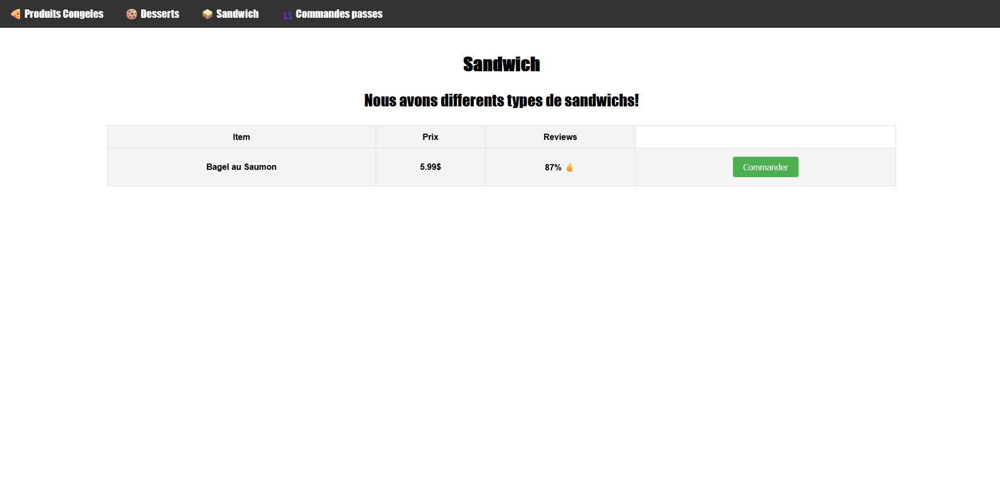 🍕 Produits Congeles 🍪 Desserts 🥪 Sandwich 👥 Commandes passes
Sandwich
Nous avons differents types de sandwichs!
Item Prix Reviews
Bagel au Saumon 5.99$ 87% 👍 Commander